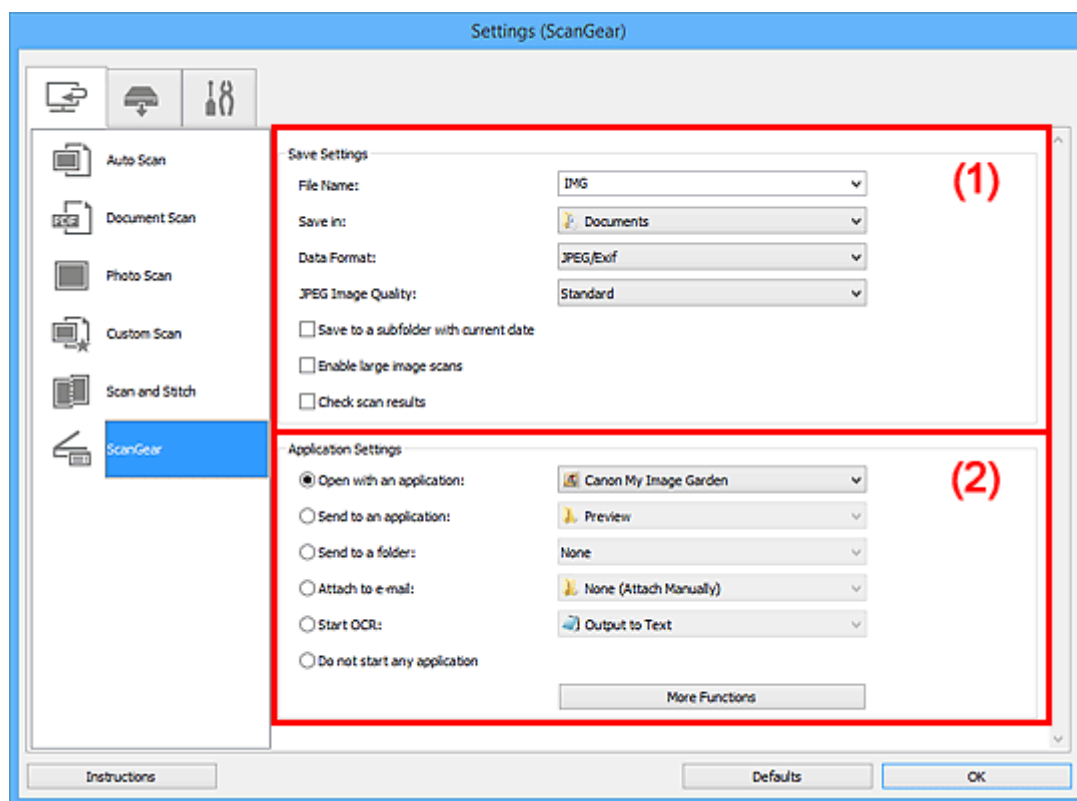 Settings (ScanGear)
Auto Scan
Document Scan
Photo Scan
Custom Scan
Scan and Stitch
ScanGear
Save Settings
(1)
File Name: IMG
Save in: Documents
Data Format: JPEG/Exif
JPEG Image Quality: Standard
Save to a subfolder with current date
Enable large image scans
Check scan results
Application Settings
(2)
Open with an application: Canon My Image Garden
Send to an application: Preview
Send to a folder: None
Attach to e-mail: None (Attach Manually)
Start OCR: Output to Text
Do not start any application
More Functions
Instructions Defaults OK